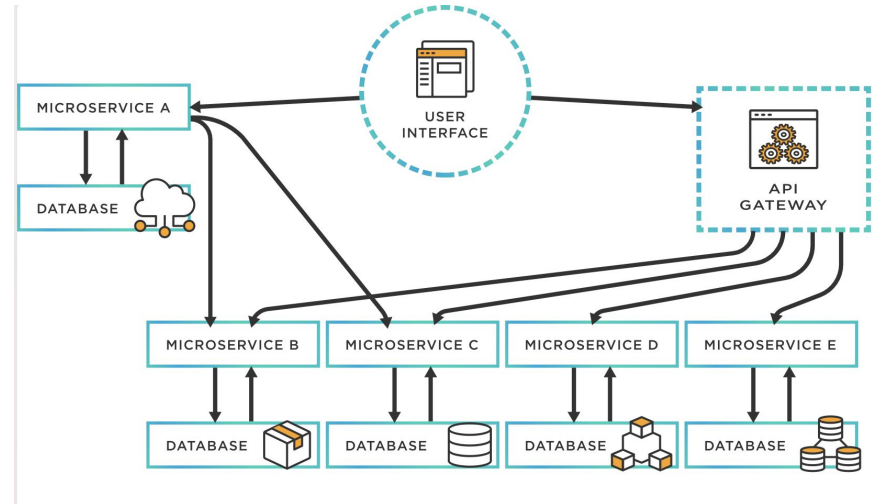 USER
INTERFACE
MICROSERVICE A
DATABASE
API
GATEWAY
MICROSERVICE B
MICROSERVICE C
MICROSERVICE D
MICROSERVICE E
DATABASE
DATABASE
DATABASE
DATABASE